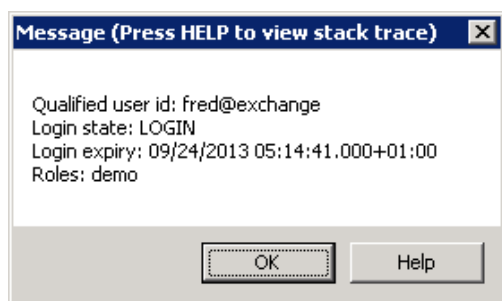 Message (Press HELP to view stack trace)
Qualified user id: fred@exchange
Login state: LOGIN
Login expiry: 09/24/2013 05:14:41.000+01:00
Roles: demo
OK Help